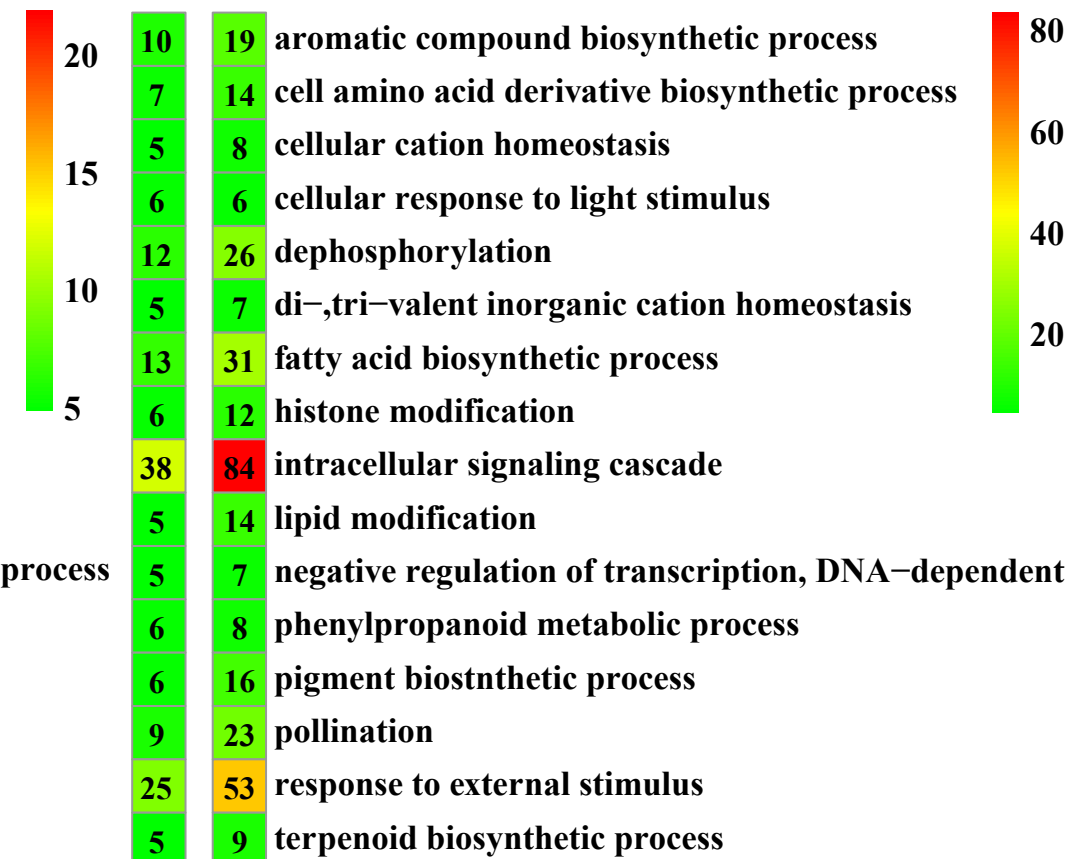 20
15
10
5
10 19 aromatic compound biosynthetic process
7 14 cell amino acid derivative biosynthetic process
5 8 cellular cation homeostasis
6 6 cellular response to light stimulus
12 26 dephosphorylation
5 7 di−,tri−valent inorganic cation homeostasis
13 31 fatty acid biosynthetic process
6 12 histone modification
38 84 intracellular signaling cascade
5 14 lipid modification
process 5 7 negative regulation of transcription, DNA−dependent
6 8 phenylpropanoid metabolic process
6 16 pigment biostnthetic process
9 23 pollination
25 53 response to external stimulus
5 9 terpenoid biosynthetic process
80
60
40
20